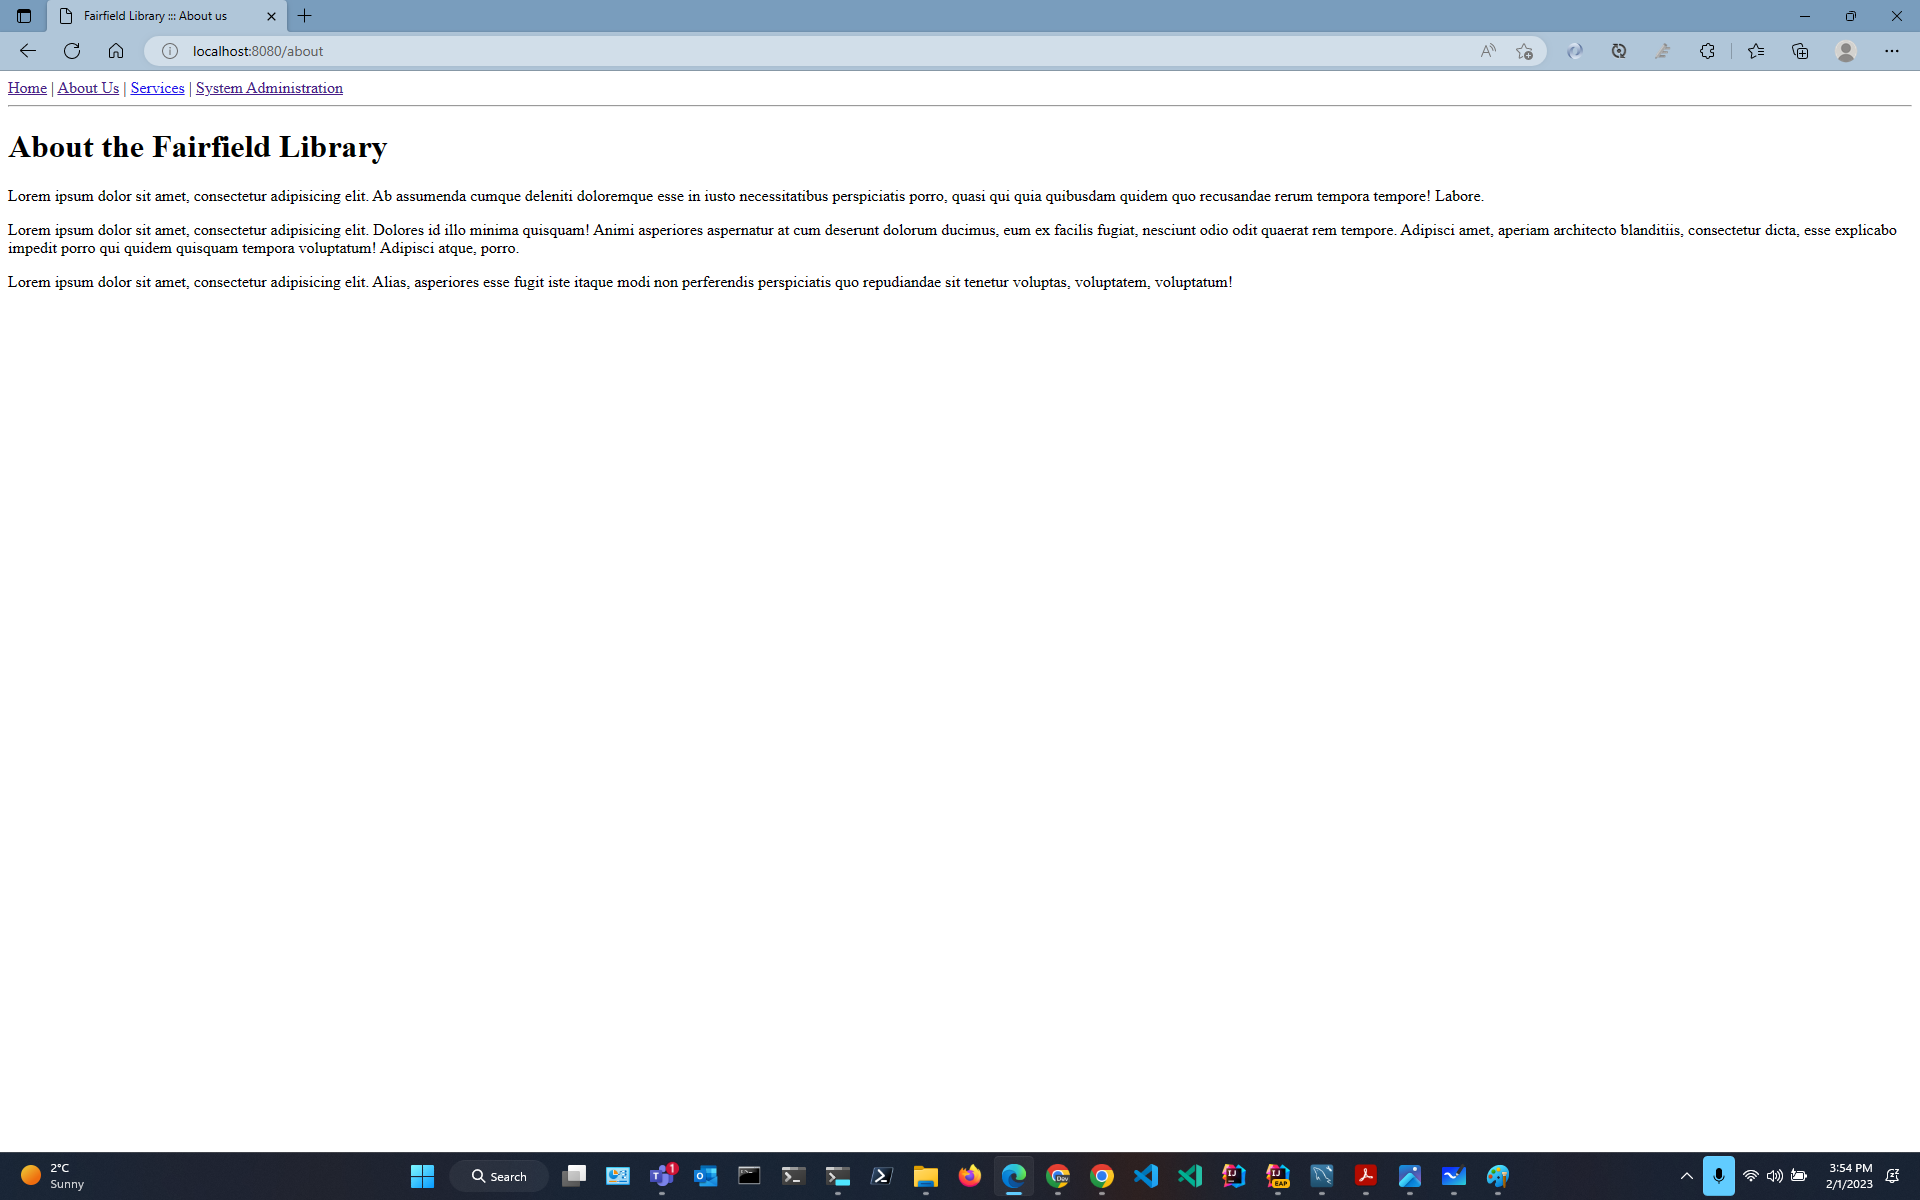 Fairfield Library ::: About us
localhost:8080/about
Home | About Us | Services | System Administration
About the Fairfield Library
Lorem ipsum dolor sit amet, consectetur adipisicing elit. Ab assumenda cumque deleniti doloremque esse in iusto necessitatibus perspiciatis porro, quasi qui quia quibusdam quidem quo recusandae rerum tempora tempore! Labore.
Lorem ipsum dolor sit amet, consectetur adipisicing elit. Dolores id illo minima quisquam! Animi asperiores aspernatur at cum deserunt dolorum ducimus, eum ex facilis fugiat, nesciunt odio odit quaerat rem tempore. Adipisci amet, aperiam architecto blanditiis, consectetur dicta, esse explicabo
impedit porro qui quidem quisquam tempora voluptatum! Adipisci atque, porro.
Lorem ipsum dolor sit amet, consectetur adipisicing elit. Alias, asperiores esse fugit iste itaque modi non perferendis perspiciatis quo repudiandae sit tenetur voluptas, voluptatem, voluptatum!
2°C
Sunny
Search
1
Dev
IJ
IJ
EAP
3:54 PM
2/1/2023